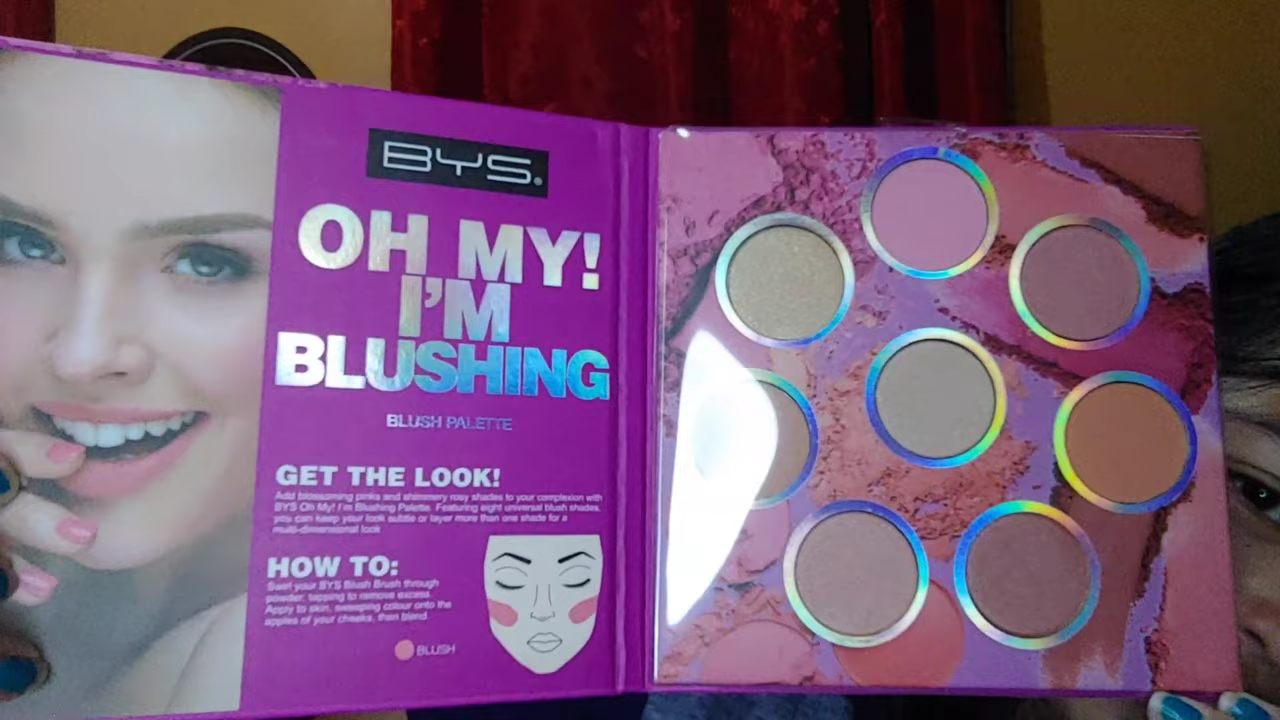 BYS.
OH MY!
I'M
BLUSHING
BLUSH PALETTE
GET THE LOOK!
Add blossoming pinks and shimmery rosy shades to your complexion with
BYS Oh My! I'm Blushing Palette. Featuring eight universal blush shades,
you can keep your look subtle or layer more than one shade for a
multi-dimensional look
HOW TO:
Swirl your BYS Blush Brush through
powder, tapping to remove excess.
Apply to skin, sweeping colour onto the
apples of your cheeks, then blend.
BLUSH